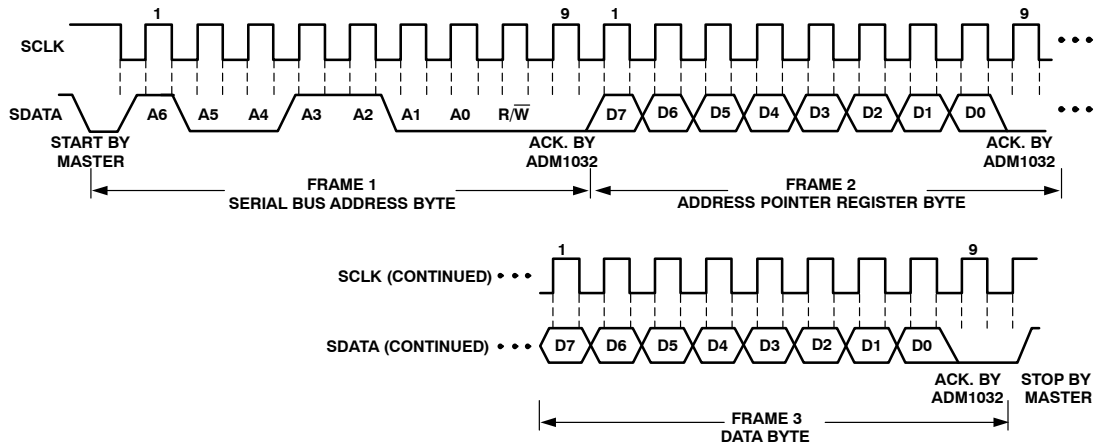 1 9 1 9
SCLK
SDATA A6 A5 A4 A3 A2 A1 A0 R/W̅ D7 D6 D5 D4 D3 D2 D1 D0
START BY
MASTER
ACK. BY
ADM1032
ACK. BY
ADM1032
FRAME 1
SERIAL BUS ADDRESS BYTE
FRAME 2
ADDRESS POINTER REGISTER BYTE
1 9
SCLK (CONTINUED)
SDATA (CONTINUED) D7 D6 D5 D4 D3 D2 D1 D0
ACK. BY
ADM1032
STOP BY
MASTER
FRAME 3
DATA BYTE